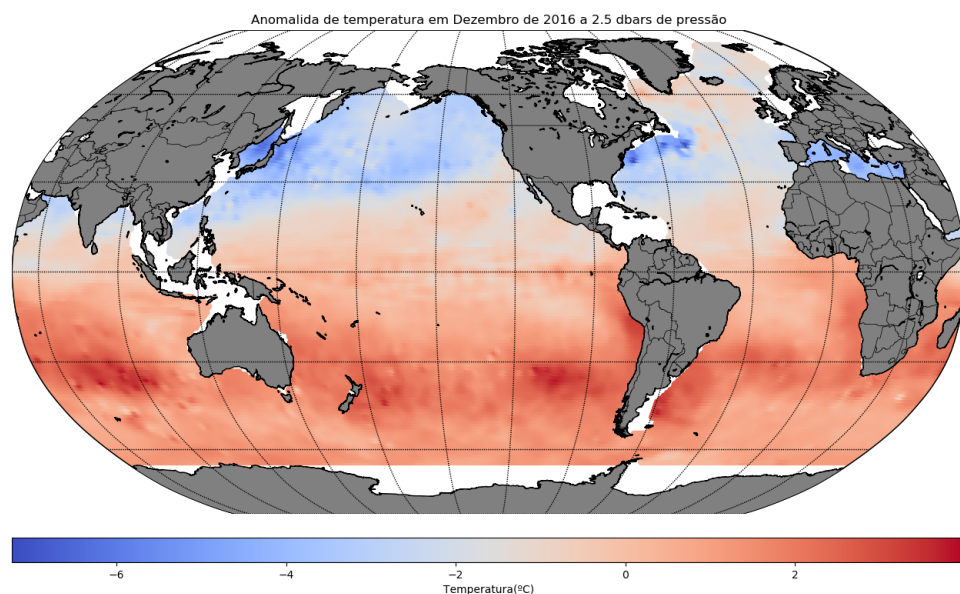 Anomalida de temperatura em Dezembro de 2016 a 2.5 dbars de pressão
−6 −4 −2 0 2
Temperatura(ºC)